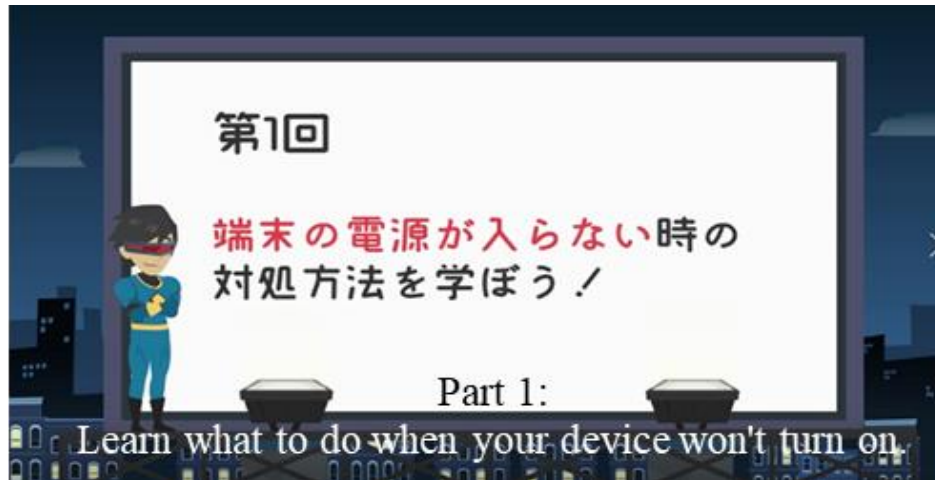 第1回
端末の電源が入らない時の
対処方法を学ぼう！
Part 1:
Learn what to do when your device won't turn on.